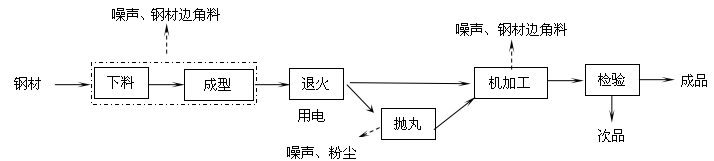 噪声、钢材边角料
噪声、钢材边角料
钢材
下料
成型
退火
机加工
检验
成品
用电
抛丸
次品
噪声、粉尘